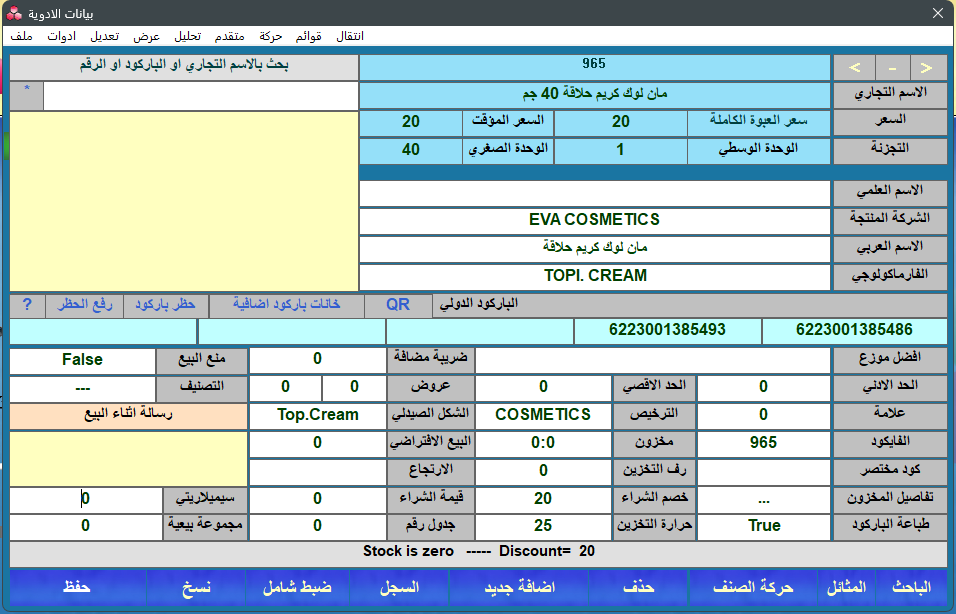 بيانات الادوية
ملف ادوات تعديل عرض تحليل متقدم حركة قوائم انتقال
< - > 965 بحث بالاسم التجاري او الباركود او الرقم
الاسم التجاري مان لوك كريم حلاقة 40 جم *
السعر سعر العبوة الكاملة 20 السعر المؤقت 20
التجزئة الوحدة الوسطي 1 الوحدة الصغري 40
الاسم العلمي
الشركة المنتجة EVA COSMETICS
الاسم العربي مان لوك كريم حلاقة
الفارماكولوجي TOPI. CREAM
الباركود الدولي QR خانات باركود اضافية حظر باركود رفع الحظر ?
6223001385486 6223001385493
افضل موزع ضريبة مضافة 0 منع البيع False
الحد الادني 0 الحد الاقصي 0 عروض 0 0 التصنيف ---
علامة 0 الترخيص COSMETICS الشكل الصيدلي Top.Cream رسالة اثناء البيع
الفايكود 965 مخزون 0:0 البيع الافتراضي 0
كود مختصر رف التخزين 0 الارتجاع
تفاصيل المخزون ... خصم الشراء 20 قيمة الشراء 0 سيميلاريتي 0
طباعة الباركود True حرارة التخزين 25 جدول رقم 0 مجموعة بيعية 0
Stock is zero ----- Discount= 20
الباحث المثائل حركة الصنف حذف اضافة جديد السجل ضبط شامل نسخ حفظ